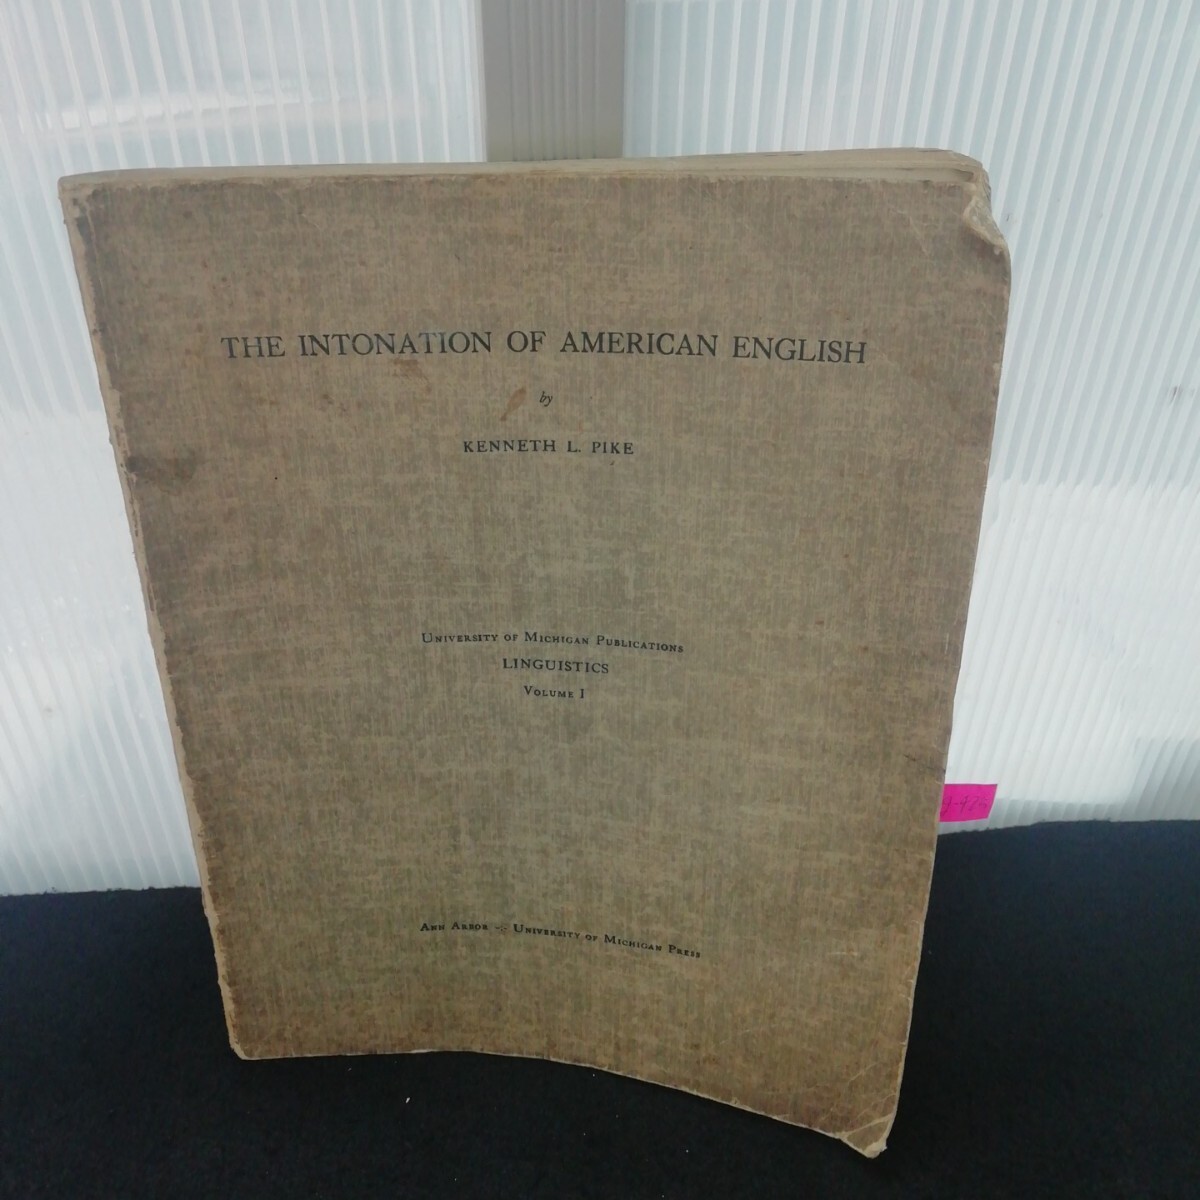 THE INTONATION OF AMERICAN ENGLISH
by
KENNETH L. PIKE
UNIVERSITY OF MICHIGAN PUBLICATIONS
LINGUISTICS
VOLUME I
ANN ARBOR -:- UNIVERSITY OF MICHIGAN PRESS